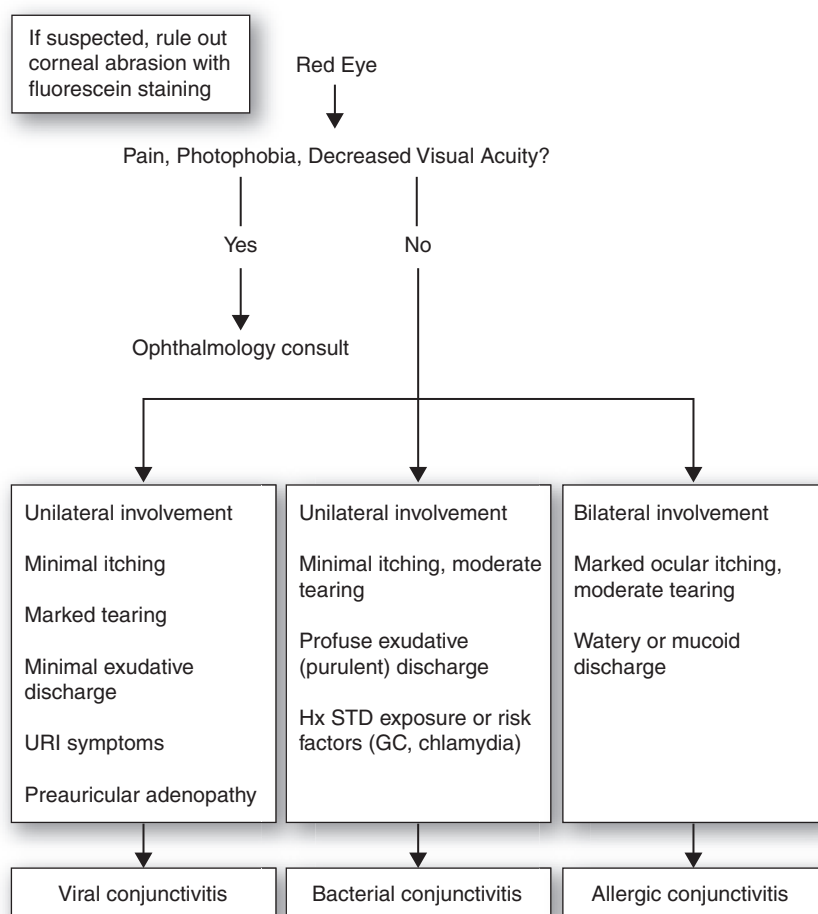 If suspected, rule out
corneal abrasion with
fluorescein staining
Red Eye
Pain, Photophobia, Decreased Visual Acuity?
Yes
No
Ophthalmology consult
Unilateral involvement
Minimal itching
Marked tearing
Minimal exudative
discharge
URI symptoms
Preauricular adenopathy
Unilateral involvement
Minimal itching, moderate
tearing
Profuse exudative
(purulent) discharge
Hx STD exposure or risk
factors (GC, chlamydia)
Bilateral involvement
Marked ocular itching,
moderate tearing
Watery or mucoid
discharge
Viral conjunctivitis
Bacterial conjunctivitis
Allergic conjunctivitis